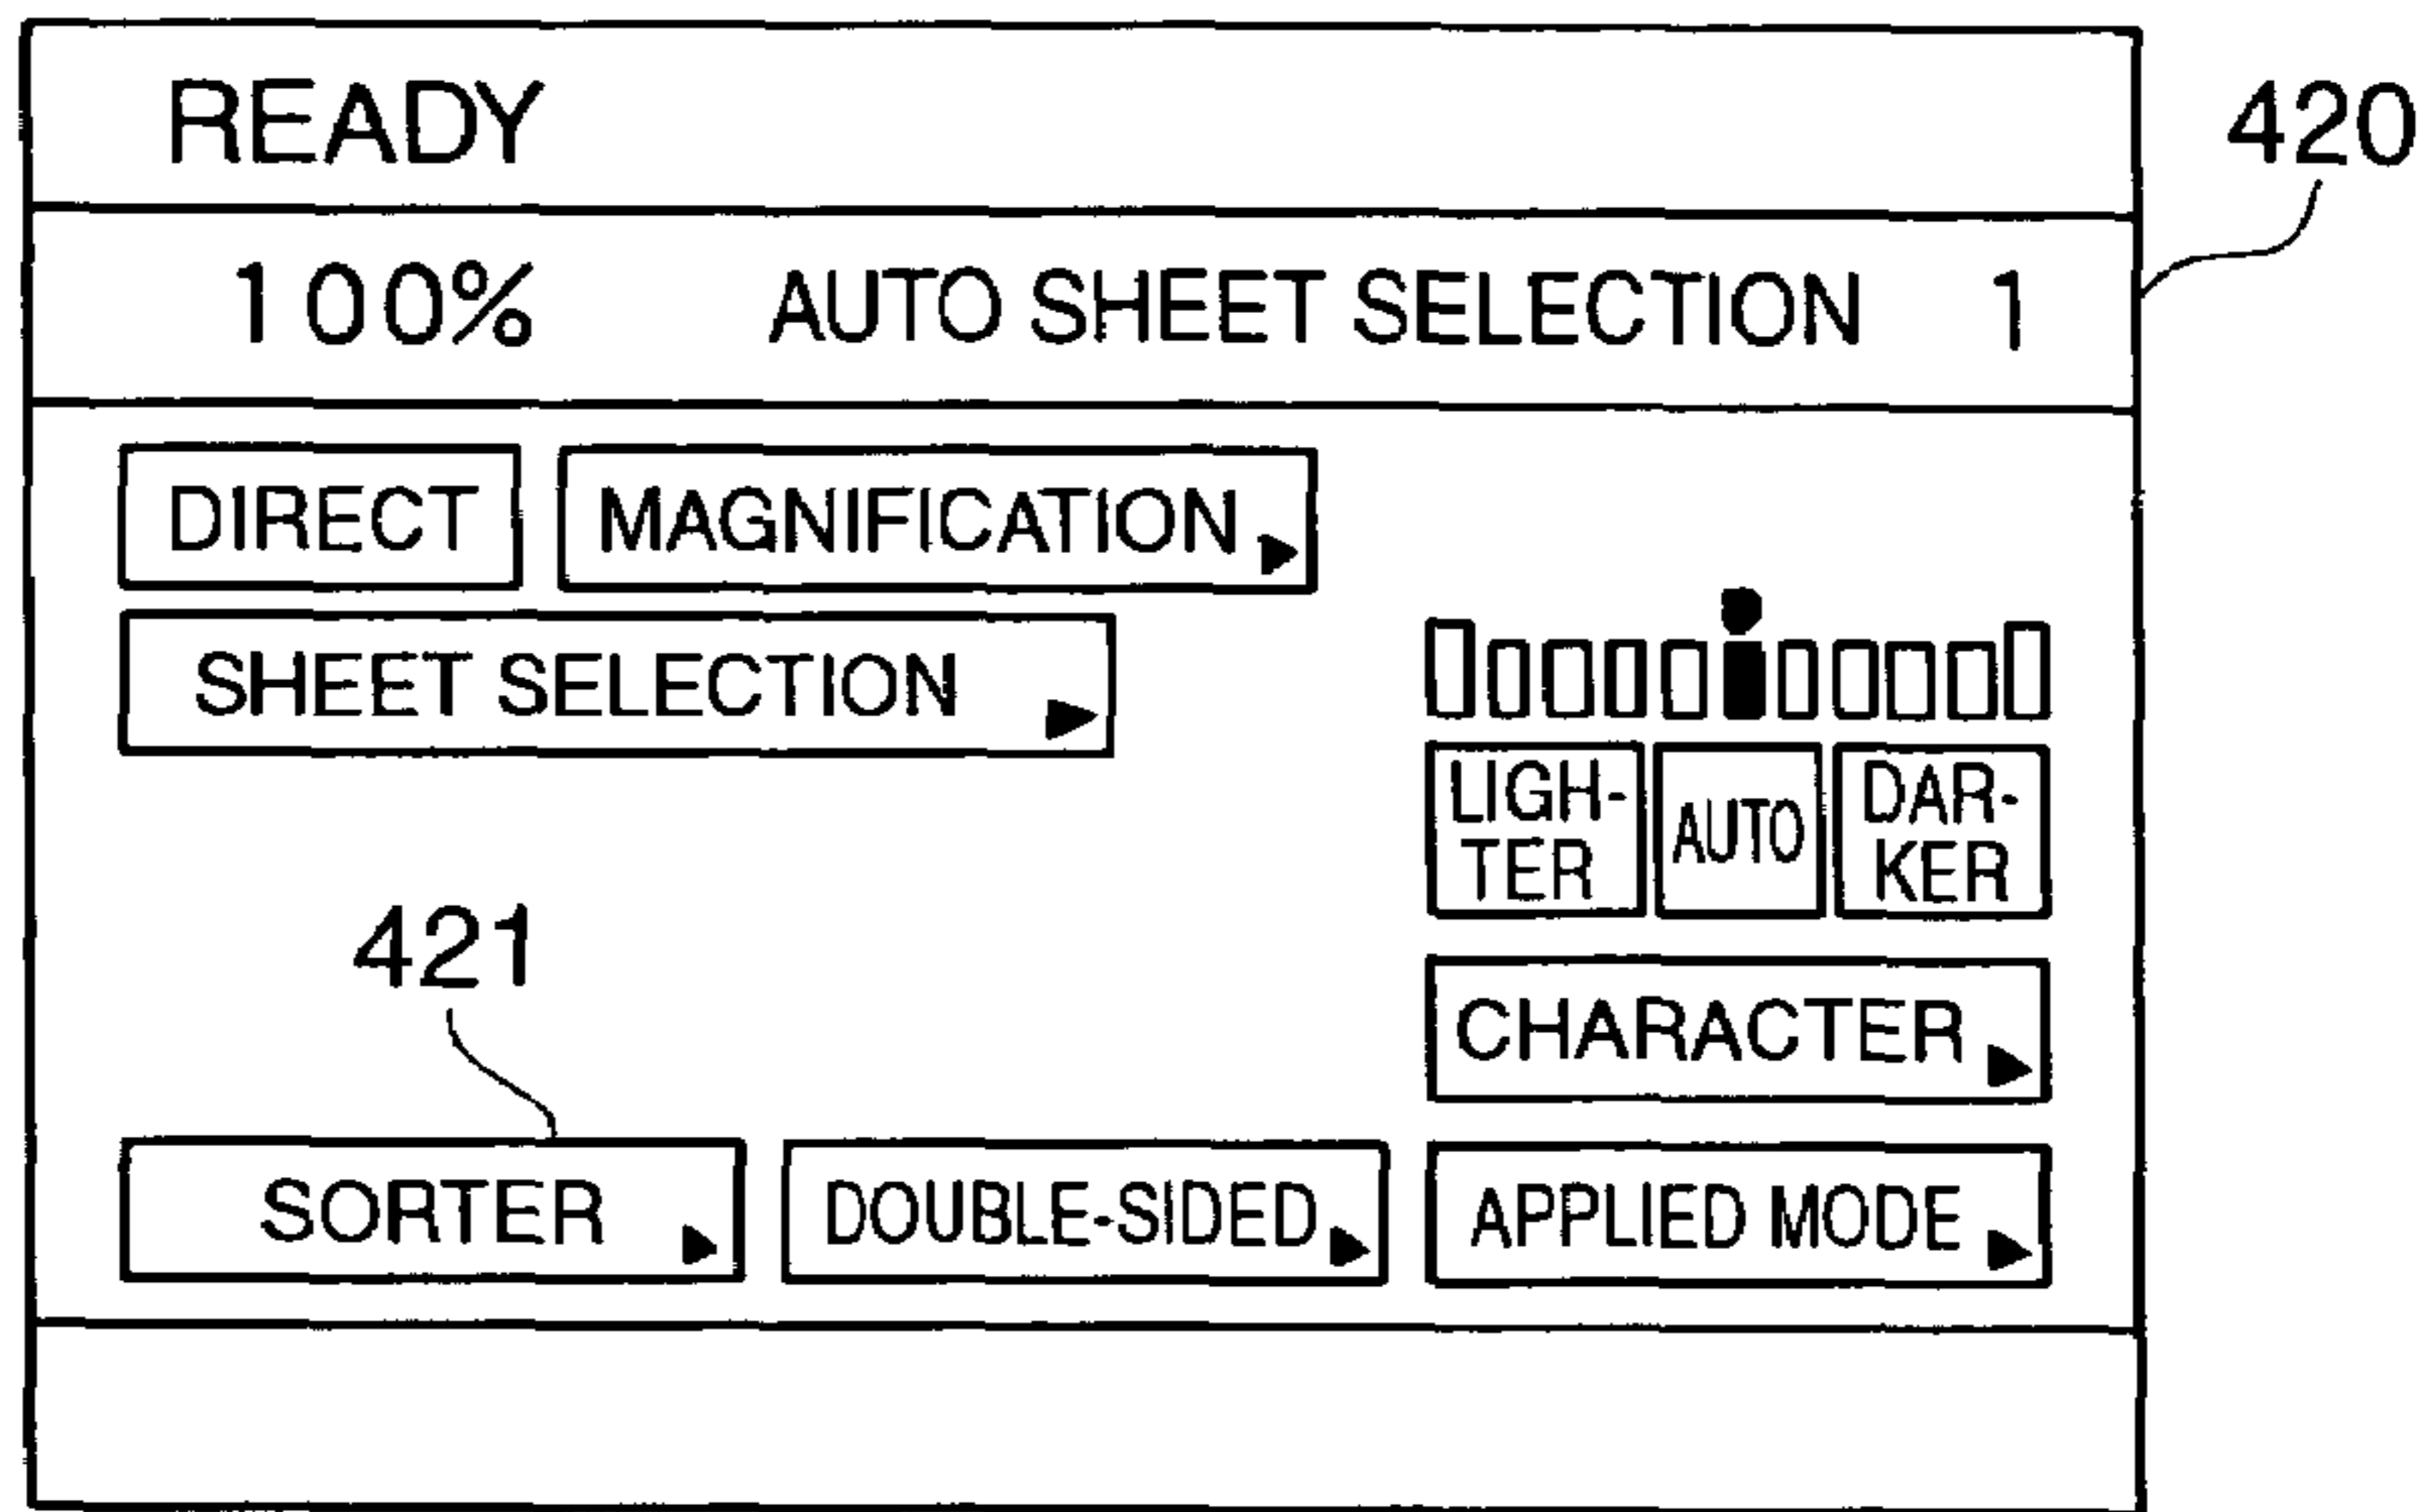 READY
420
100% AUTO SHEET SELECTION 1
DIRECT MAGNIFICATION
SHEET SELECTION
LIGH-
TER
AUTO
DAR-
KER
421
CHARACTER
SORTER DOUBLE-SIDED APPLIED MODE